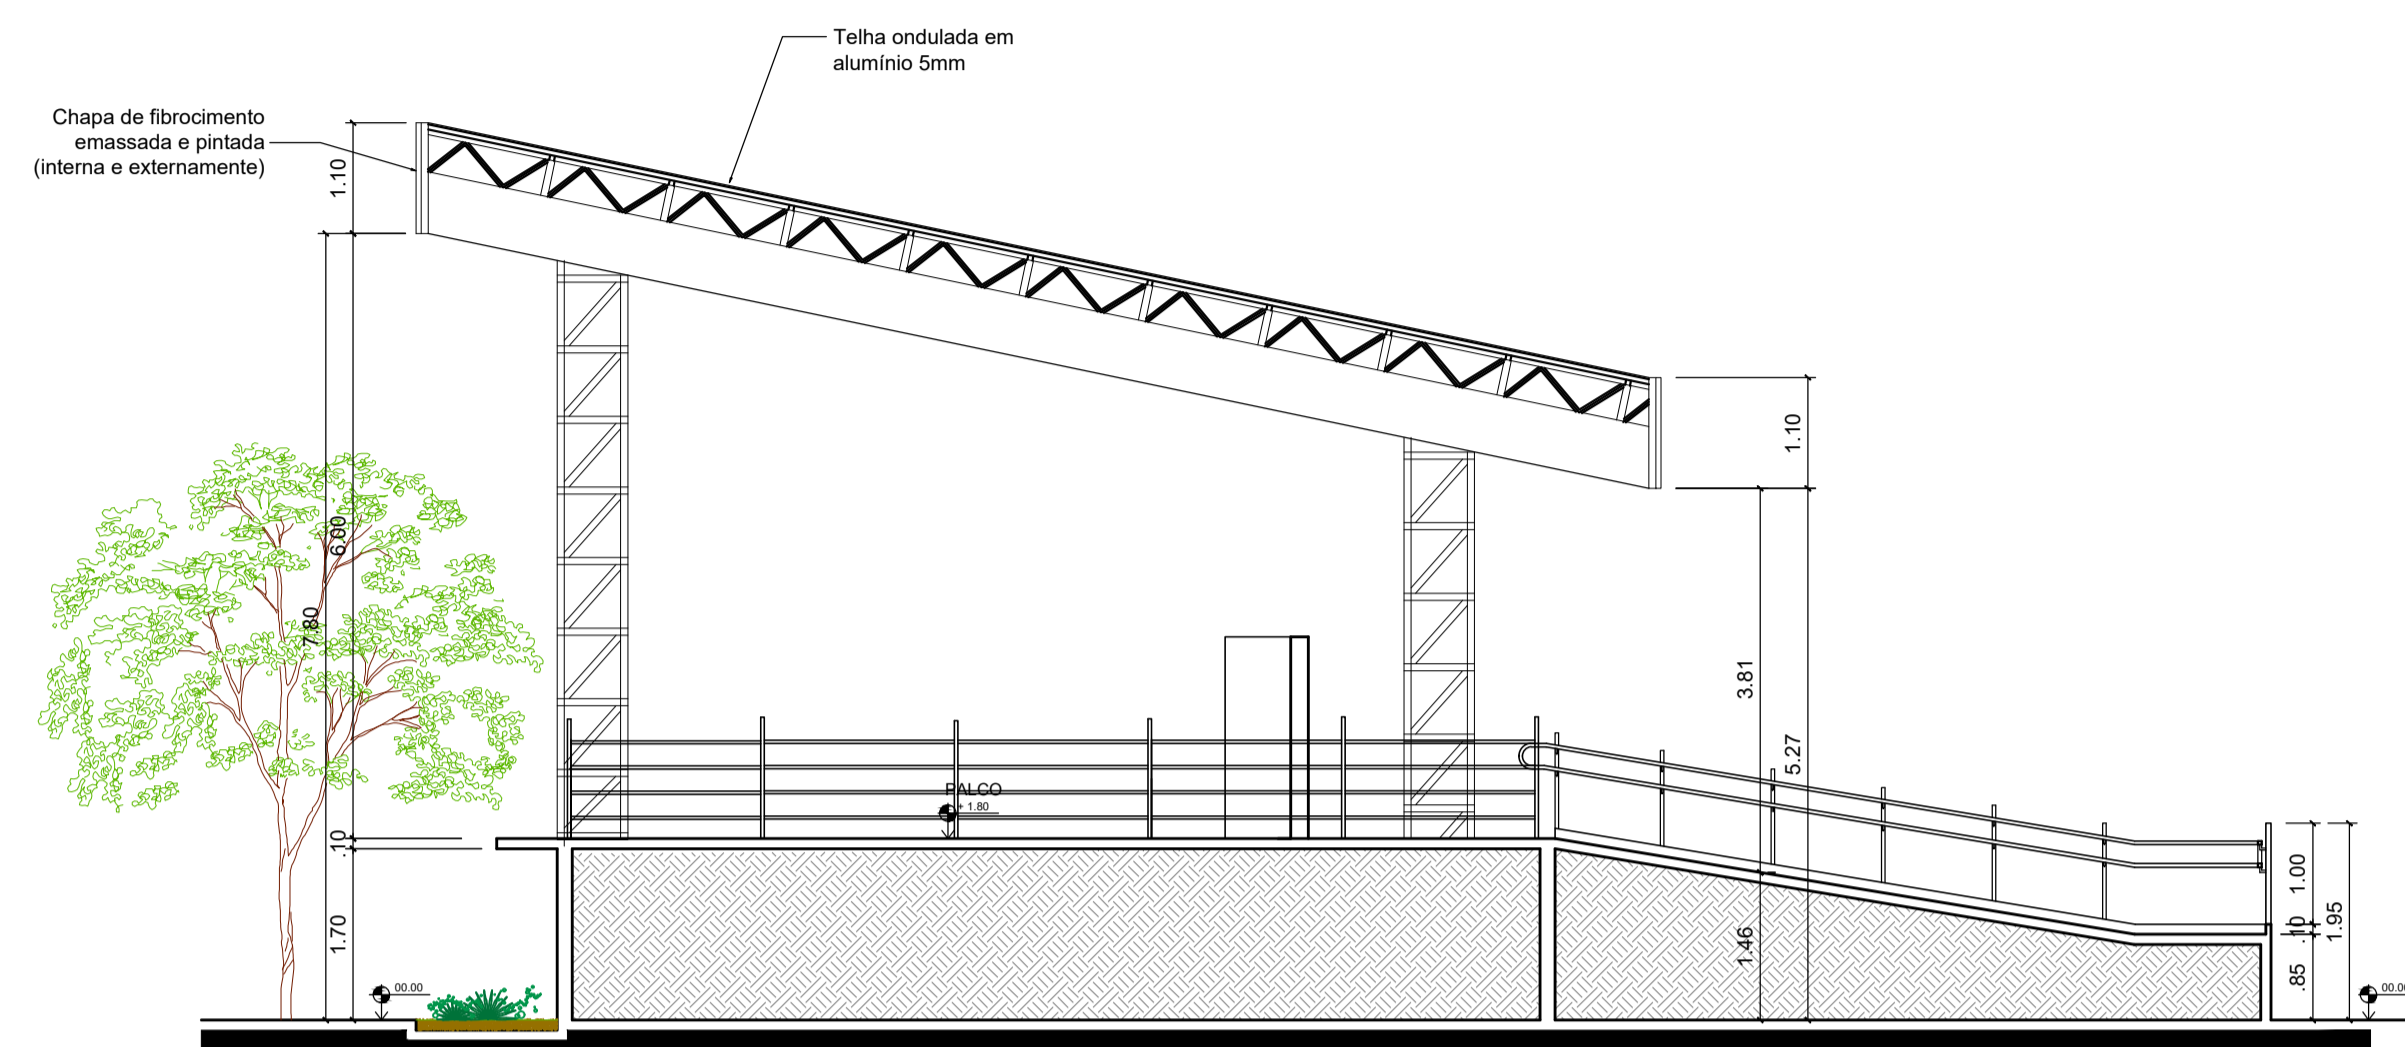 Telha ondulada em
alumínio 5mm
Chapa de fibrocimento
emassada e pintada
(interna e externamente)
1.10
1.10
6.00
7.80
3.81
5.27
PALCO
+ 1.80
.10
1.70
1.46
1.00
.10
1.95
.85
00.00